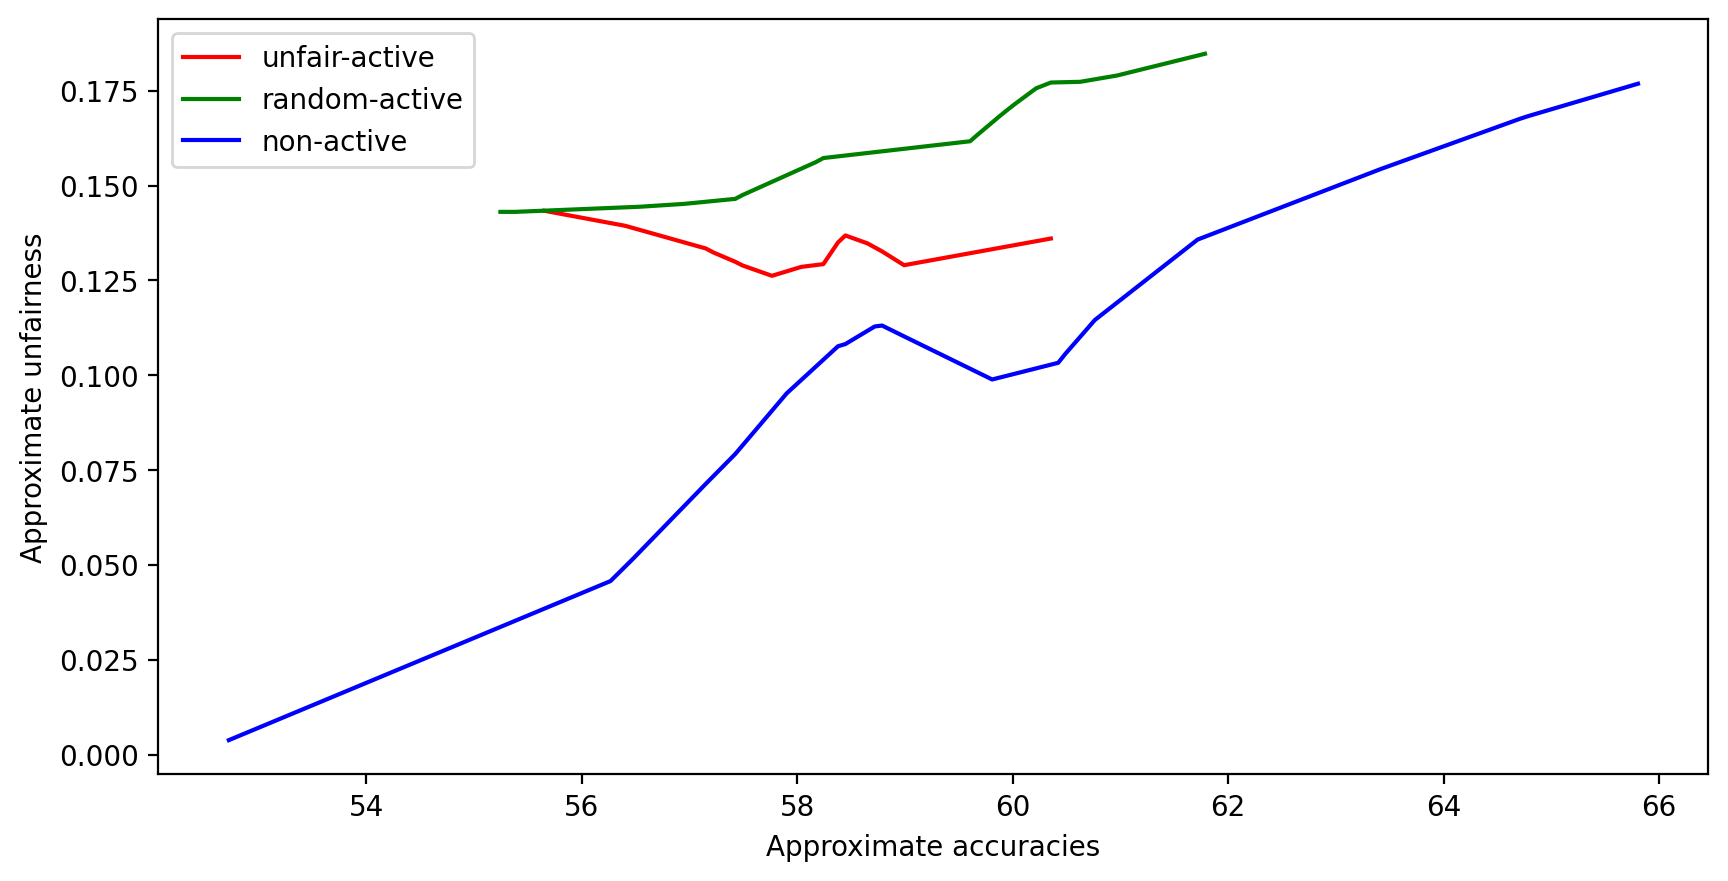 unfair-active
random-active
non-active
Approximate unfairness
0.175
0.150
0.125
0.100
0.075
0.050
0.025
0.000
54 56 58 60 62 64 66
Approximate accuracies